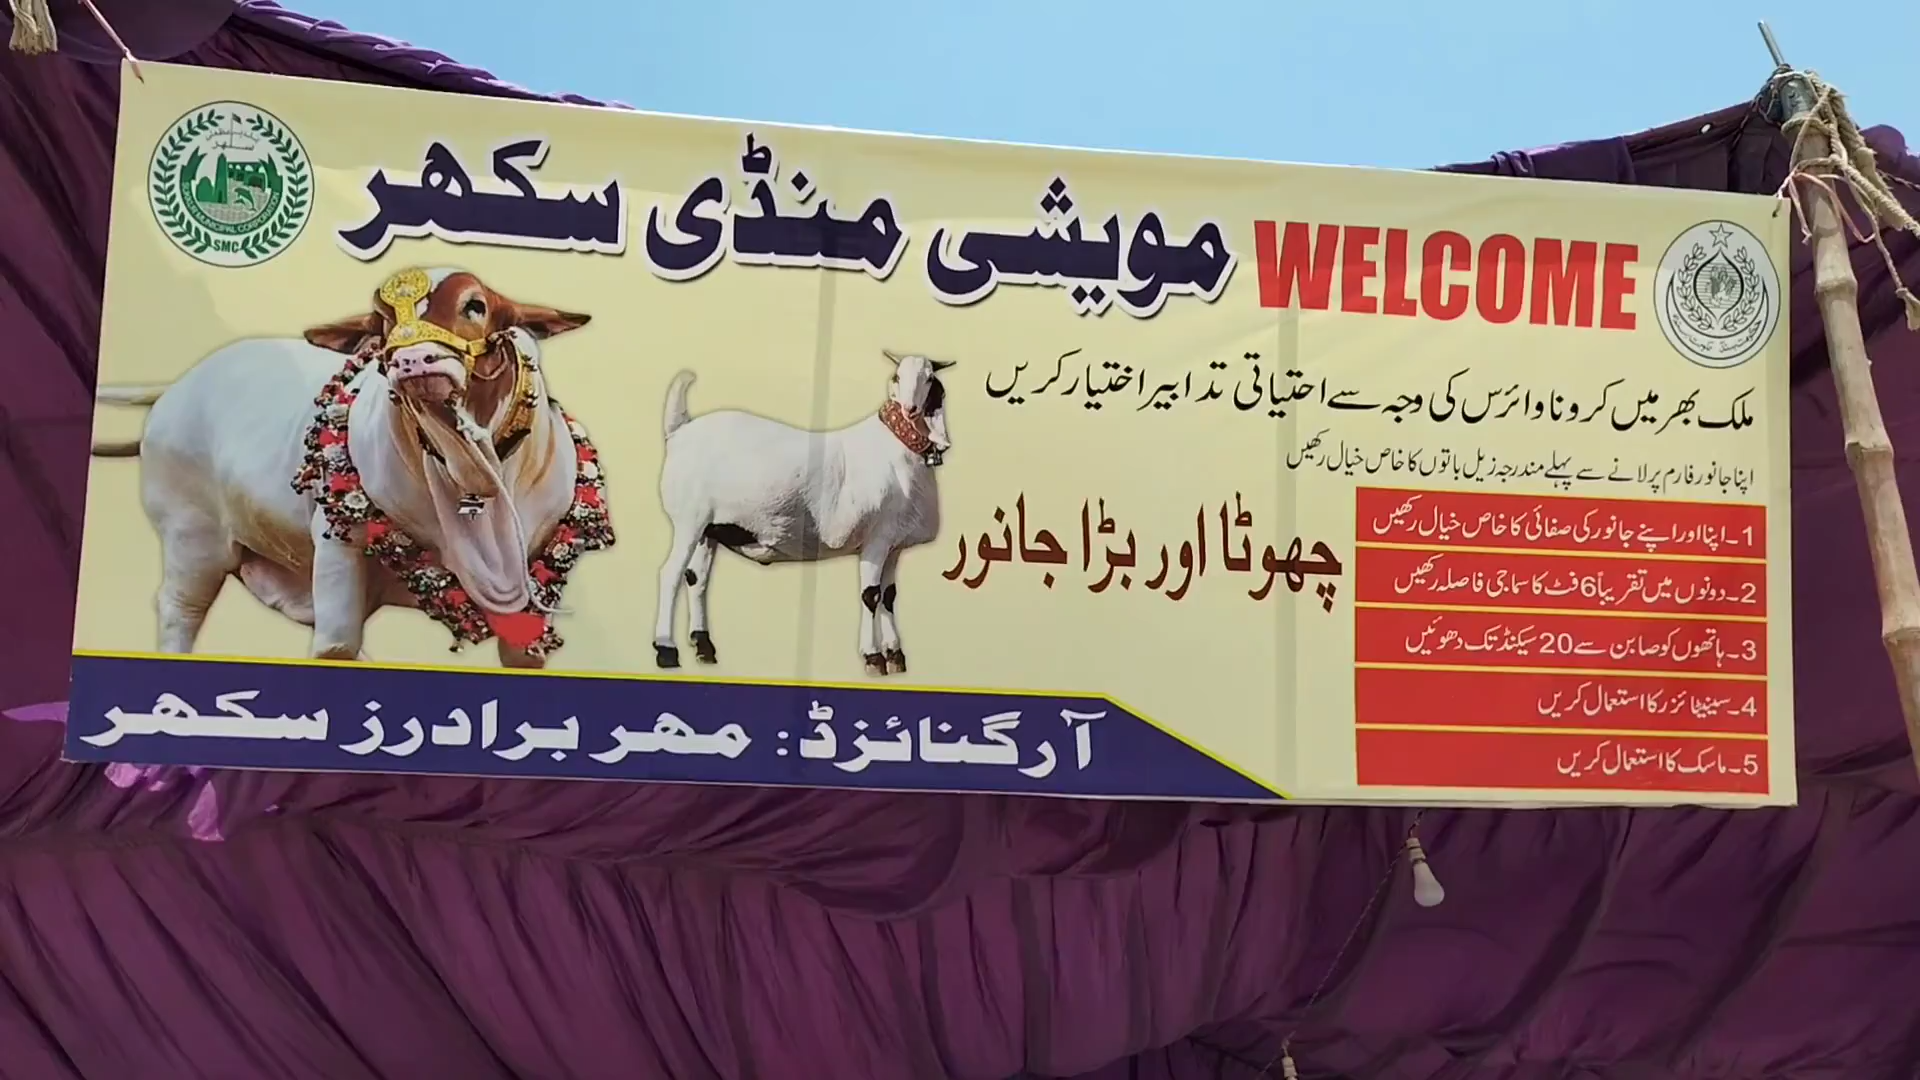 WELCOME مویشی منڈی سکھر
ملک بھر میں کرونا وائرس کی وجہ سے احتیاتی تدابیر اختیار کریں
اپنا جانور فارم پر لانے سے پہلے مندرجہ زیل باتوں کا خاص خیال رکھیں
1۔اپنا اور اپنے جانور کی صفائی کا خاص خیال رکھیں
2۔دونوں میں تقریباً 6 فٹ کا سماجی فاصلہ رکھیں
3۔ہاتھوں کو صابن سے 20 سیکنڈ تک دھوئیں
4۔سینیٹائزر کا استعمال کریں
5۔ماسک کا استعمال کریں
چھوٹا اور بڑا جانور
آرگنائزڈ: مہر برادرز سکھر
MUNICIPAL CORPORATION
SMC